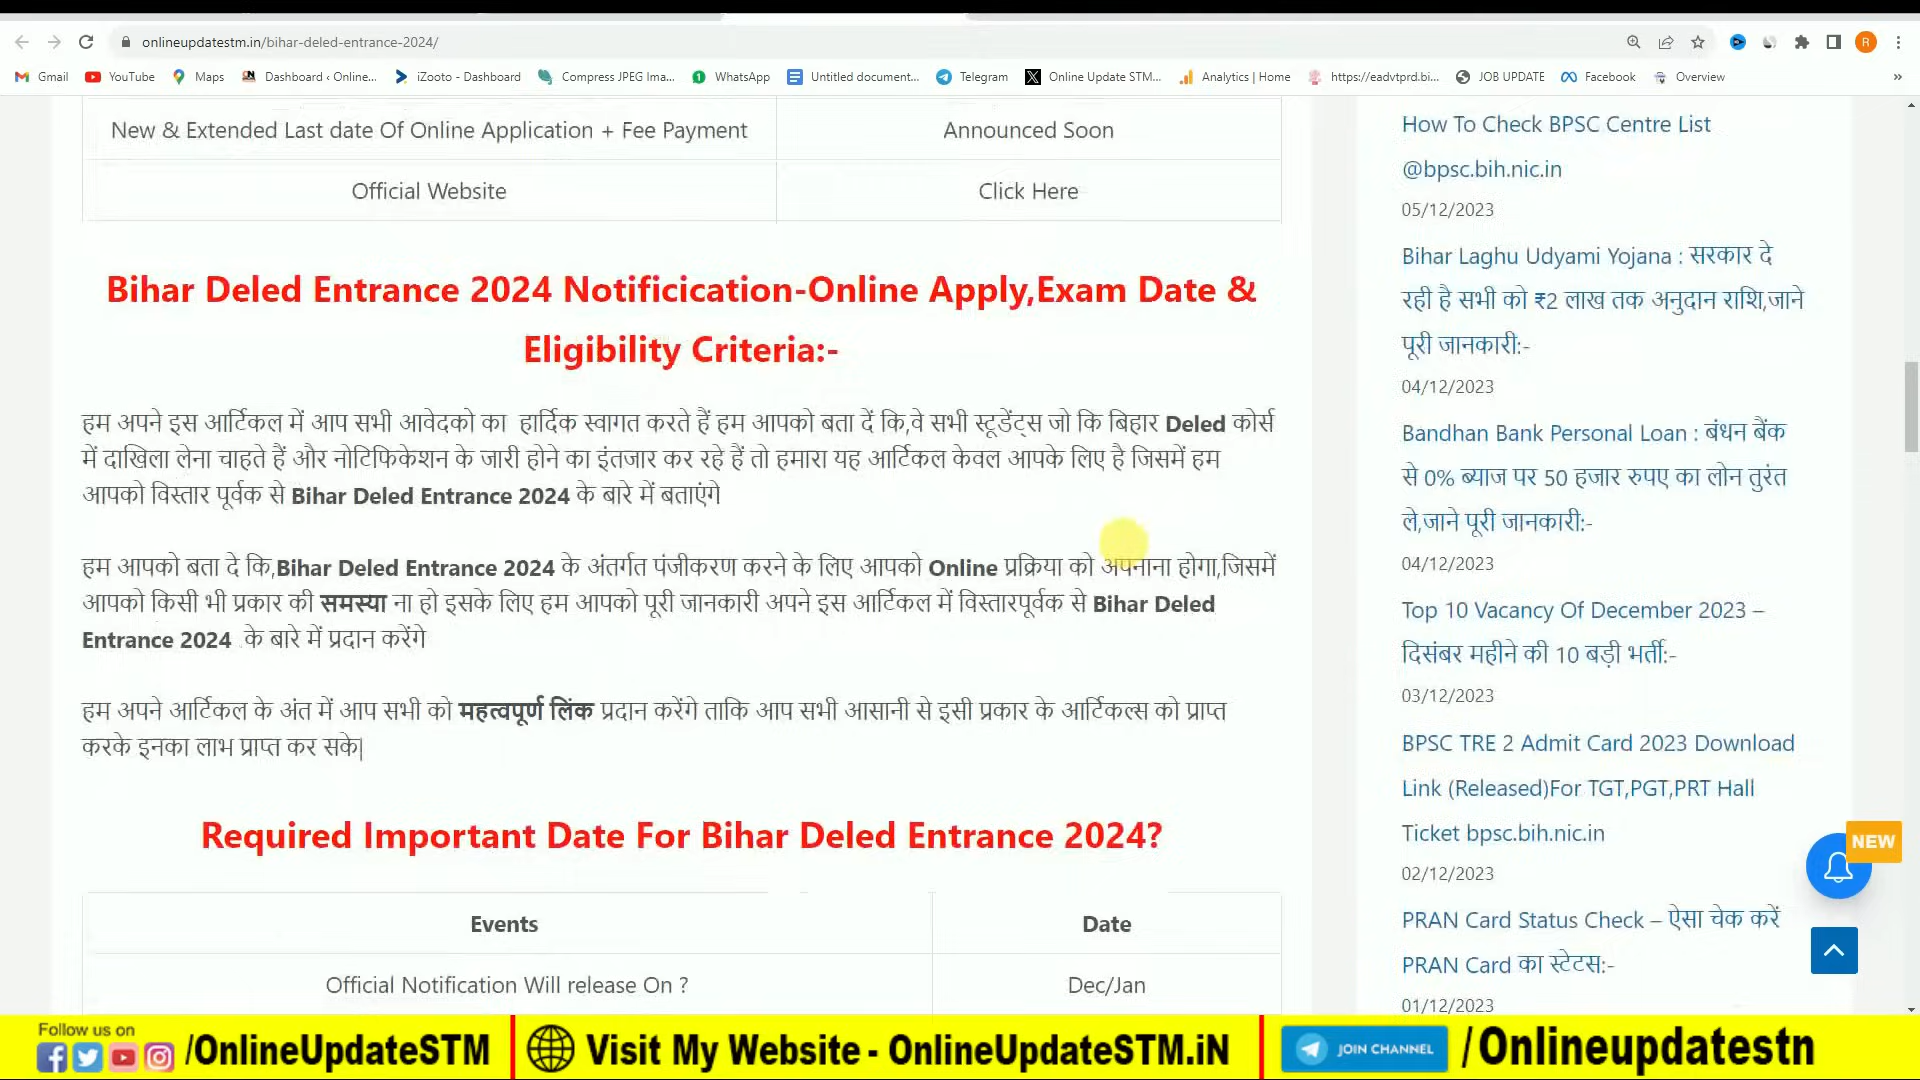 onlineupdatestm.in/bihar-deled-entrance-2024/
R
Gmail YouTube Maps Dashboard ‹ Online... iZooto - Dashboard Compress JPEG Ima... WhatsApp Untitled document... Telegram Online Update STM... Analytics | Home https://eadvtprd.bi... JOB UPDATE Facebook Overview »
New & Extended Last date Of Online Application + Fee Payment Announced Soon
Official Website Click Here
Bihar Deled Entrance 2024 Notificication-Online Apply,Exam Date &
Eligibility Criteria:-
हम अपने इस आर्टिकल में आप सभी आवेदको का हार्दिक स्वागत करते हैं हम आपको बता दें कि,वे सभी स्टूडेंट्स जो कि बिहार Deled कोर्स
में दाखिला लेना चाहते हैं और नोटिफिकेशन के जारी होने का इंतजार कर रहे हैं तो हमारा यह आर्टिकल केवल आपके लिए है जिसमें हम
आपको विस्तार पूर्वक से Bihar Deled Entrance 2024 के बारे में बताएंगे
हम आपको बता दे कि,Bihar Deled Entrance 2024 के अंतर्गत पंजीकरण करने के लिए आपको Online प्रक्रिया को अपनाना होगा,जिसमें
आपको किसी भी प्रकार की समस्या ना हो इसके लिए हम आपको पूरी जानकारी अपने इस आर्टिकल में विस्तारपूर्वक से Bihar Deled
Entrance 2024 के बारे में प्रदान करेंगे
हम अपने आर्टिकल के अंत में आप सभी को महत्वपूर्ण लिंक प्रदान करेंगे ताकि आप सभी आसानी से इसी प्रकार के आर्टिकल्स को प्राप्त
करके इनका लाभ प्राप्त कर सके|
Required Important Date For Bihar Deled Entrance 2024?
Events Date
Official Notification Will release On ? Dec/Jan
How To Check BPSC Centre List
@bpsc.bih.nic.in
05/12/2023
Bihar Laghu Udyami Yojana : सरकार दे
रही है सभी को ₹2 लाख तक अनुदान राशि,जाने
पूरी जानकारी:-
04/12/2023
Bandhan Bank Personal Loan : बंधन बैंक
से 0% ब्याज पर 50 हजार रुपए का लोन तुरंत
ले,जाने पूरी जानकारी:-
04/12/2023
Top 10 Vacancy Of December 2023 –
दिसंबर महीने की 10 बड़ी भर्ती:-
03/12/2023
BPSC TRE 2 Admit Card 2023 Download
Link (Released)For TGT,PGT,PRT Hall
Ticket bpsc.bih.nic.in
02/12/2023
PRAN Card Status Check – ऐसा चेक करें
PRAN Card का स्टेटस:-
01/12/2023
NEW
Follow us on
/OnlineUpdateSTM Visit My Website - OnlineUpdateSTM.iN JOIN CHANNEL /Onlineupdatestn